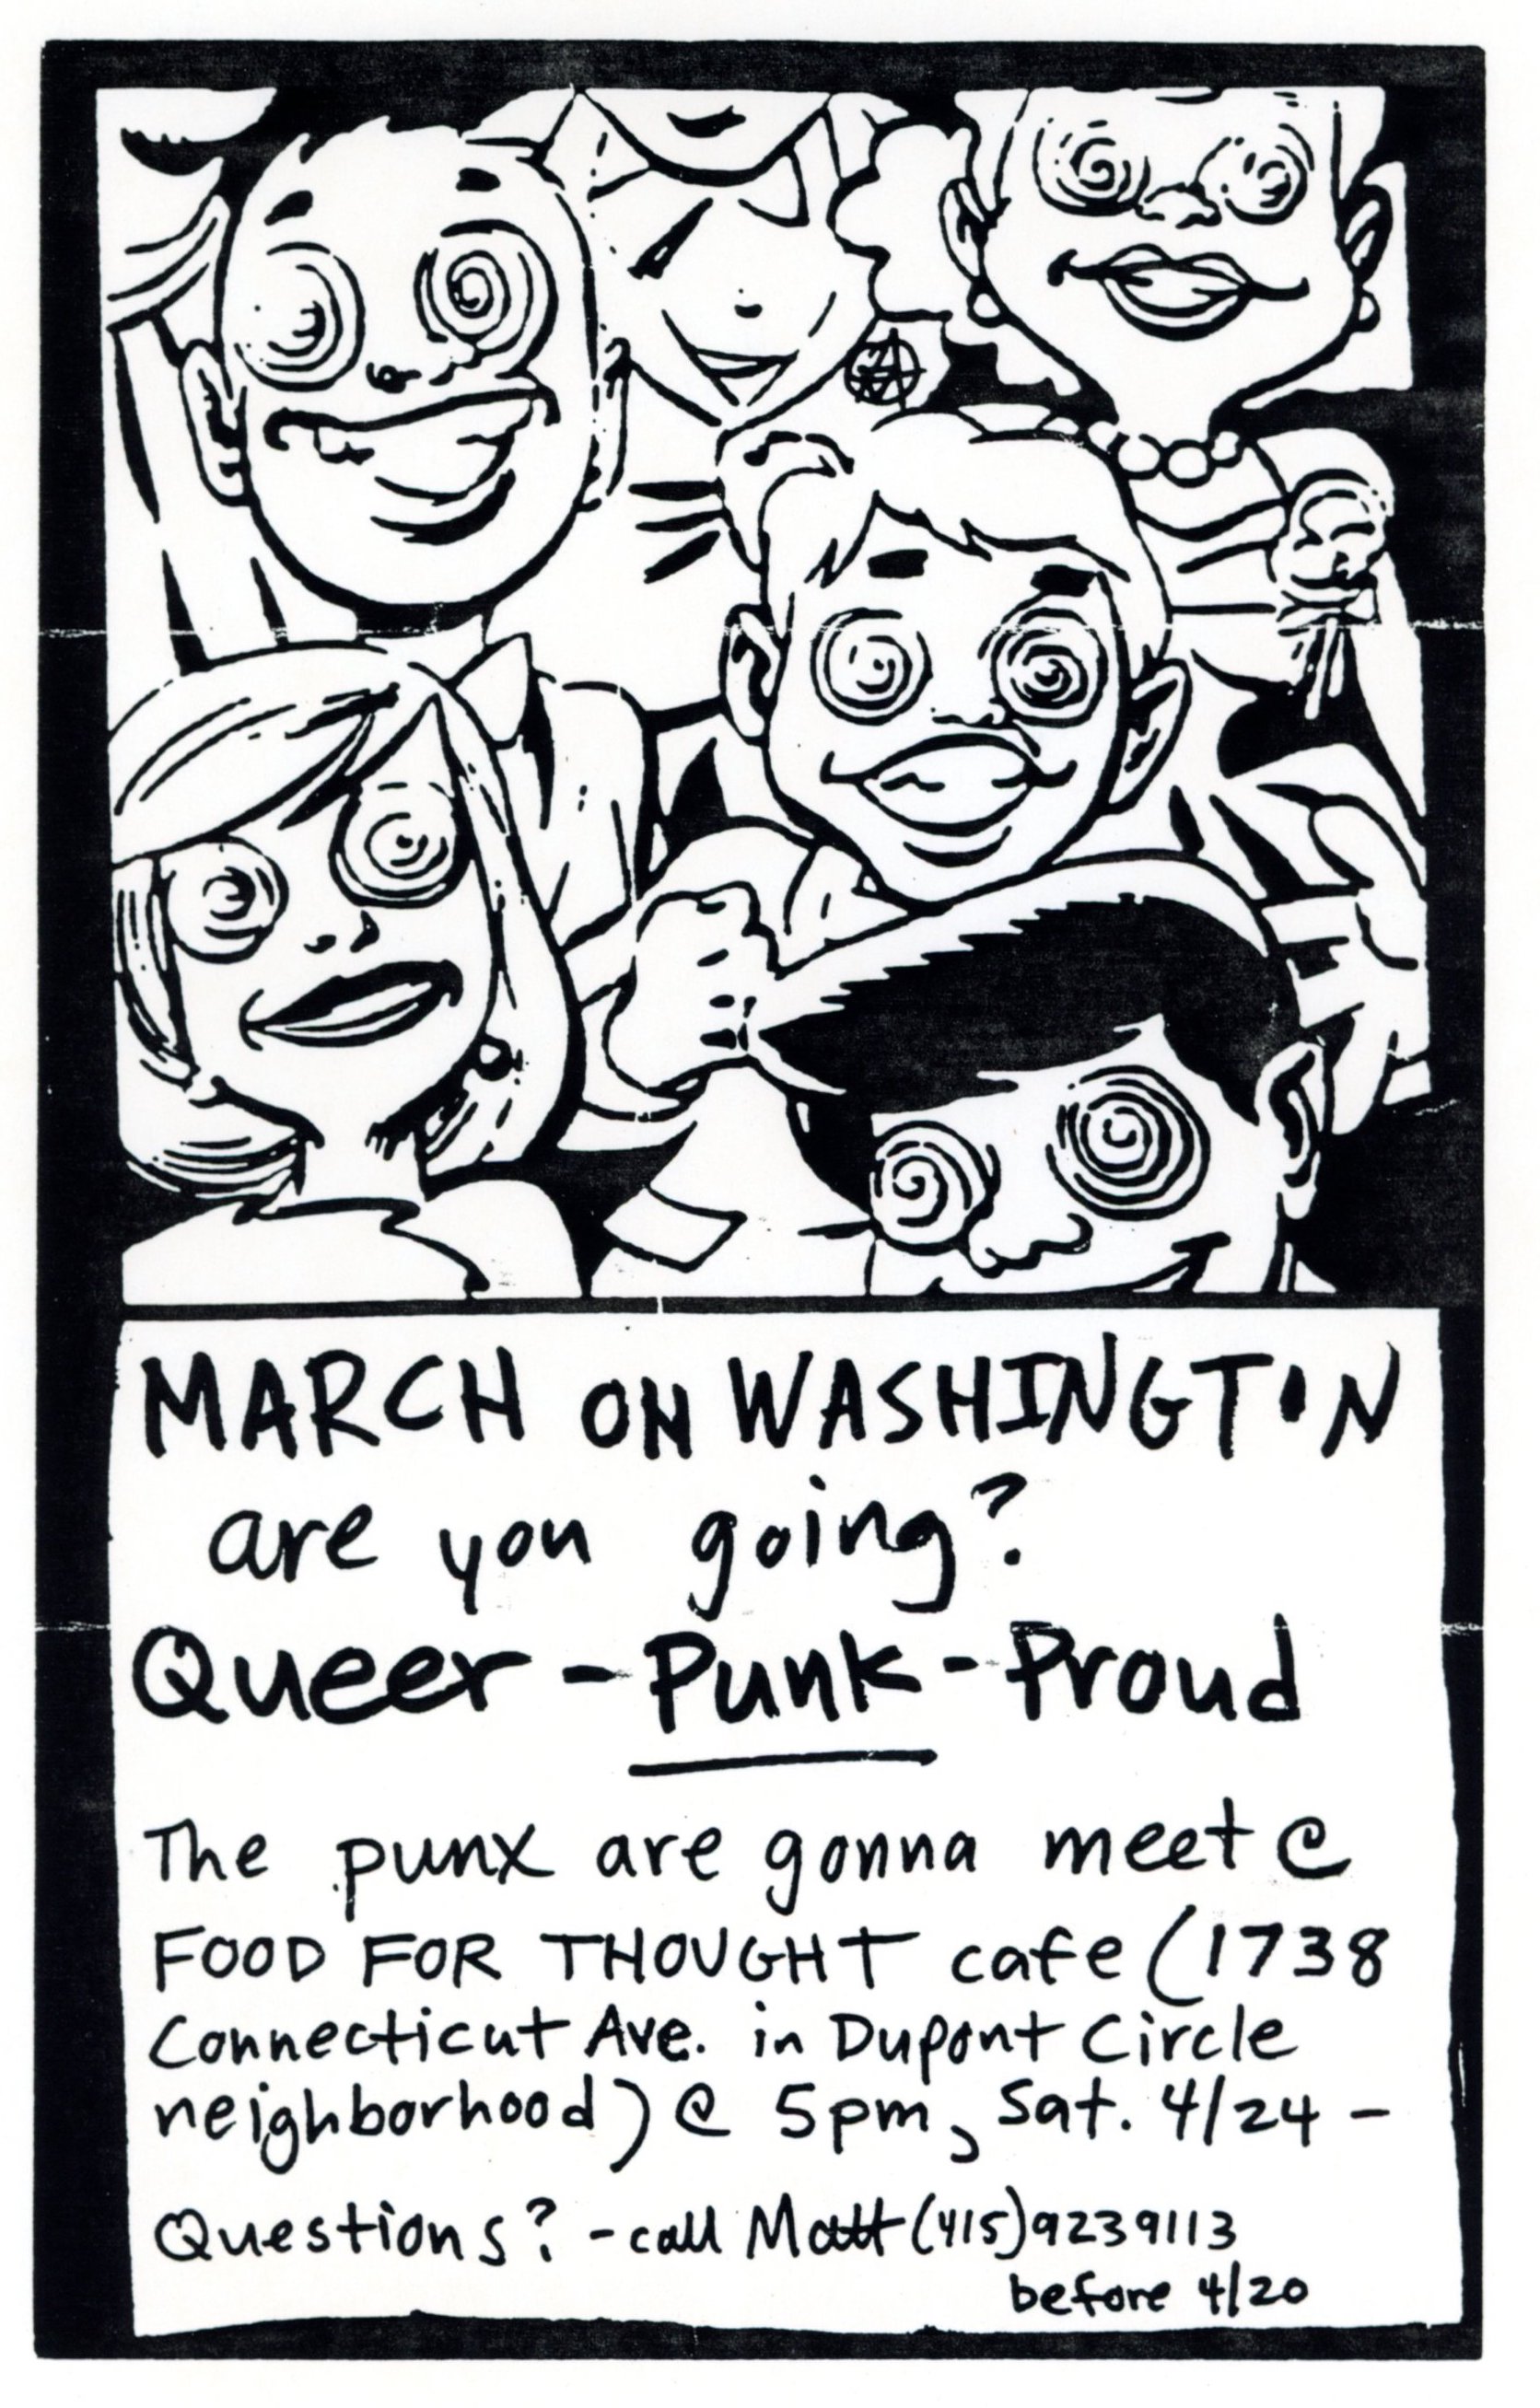 MARCH ON WASHINGTON
are you going?
Queer - Punk - Proud
The punx are gonna meet @
FOOD FOR THOUGHT cafe (1738
Connecticut Ave. in Dupont Circle
neighborhood) @ 5pm, Sat. 4/24 -
Questions? - call Matt (415) 9239113
before 4/20